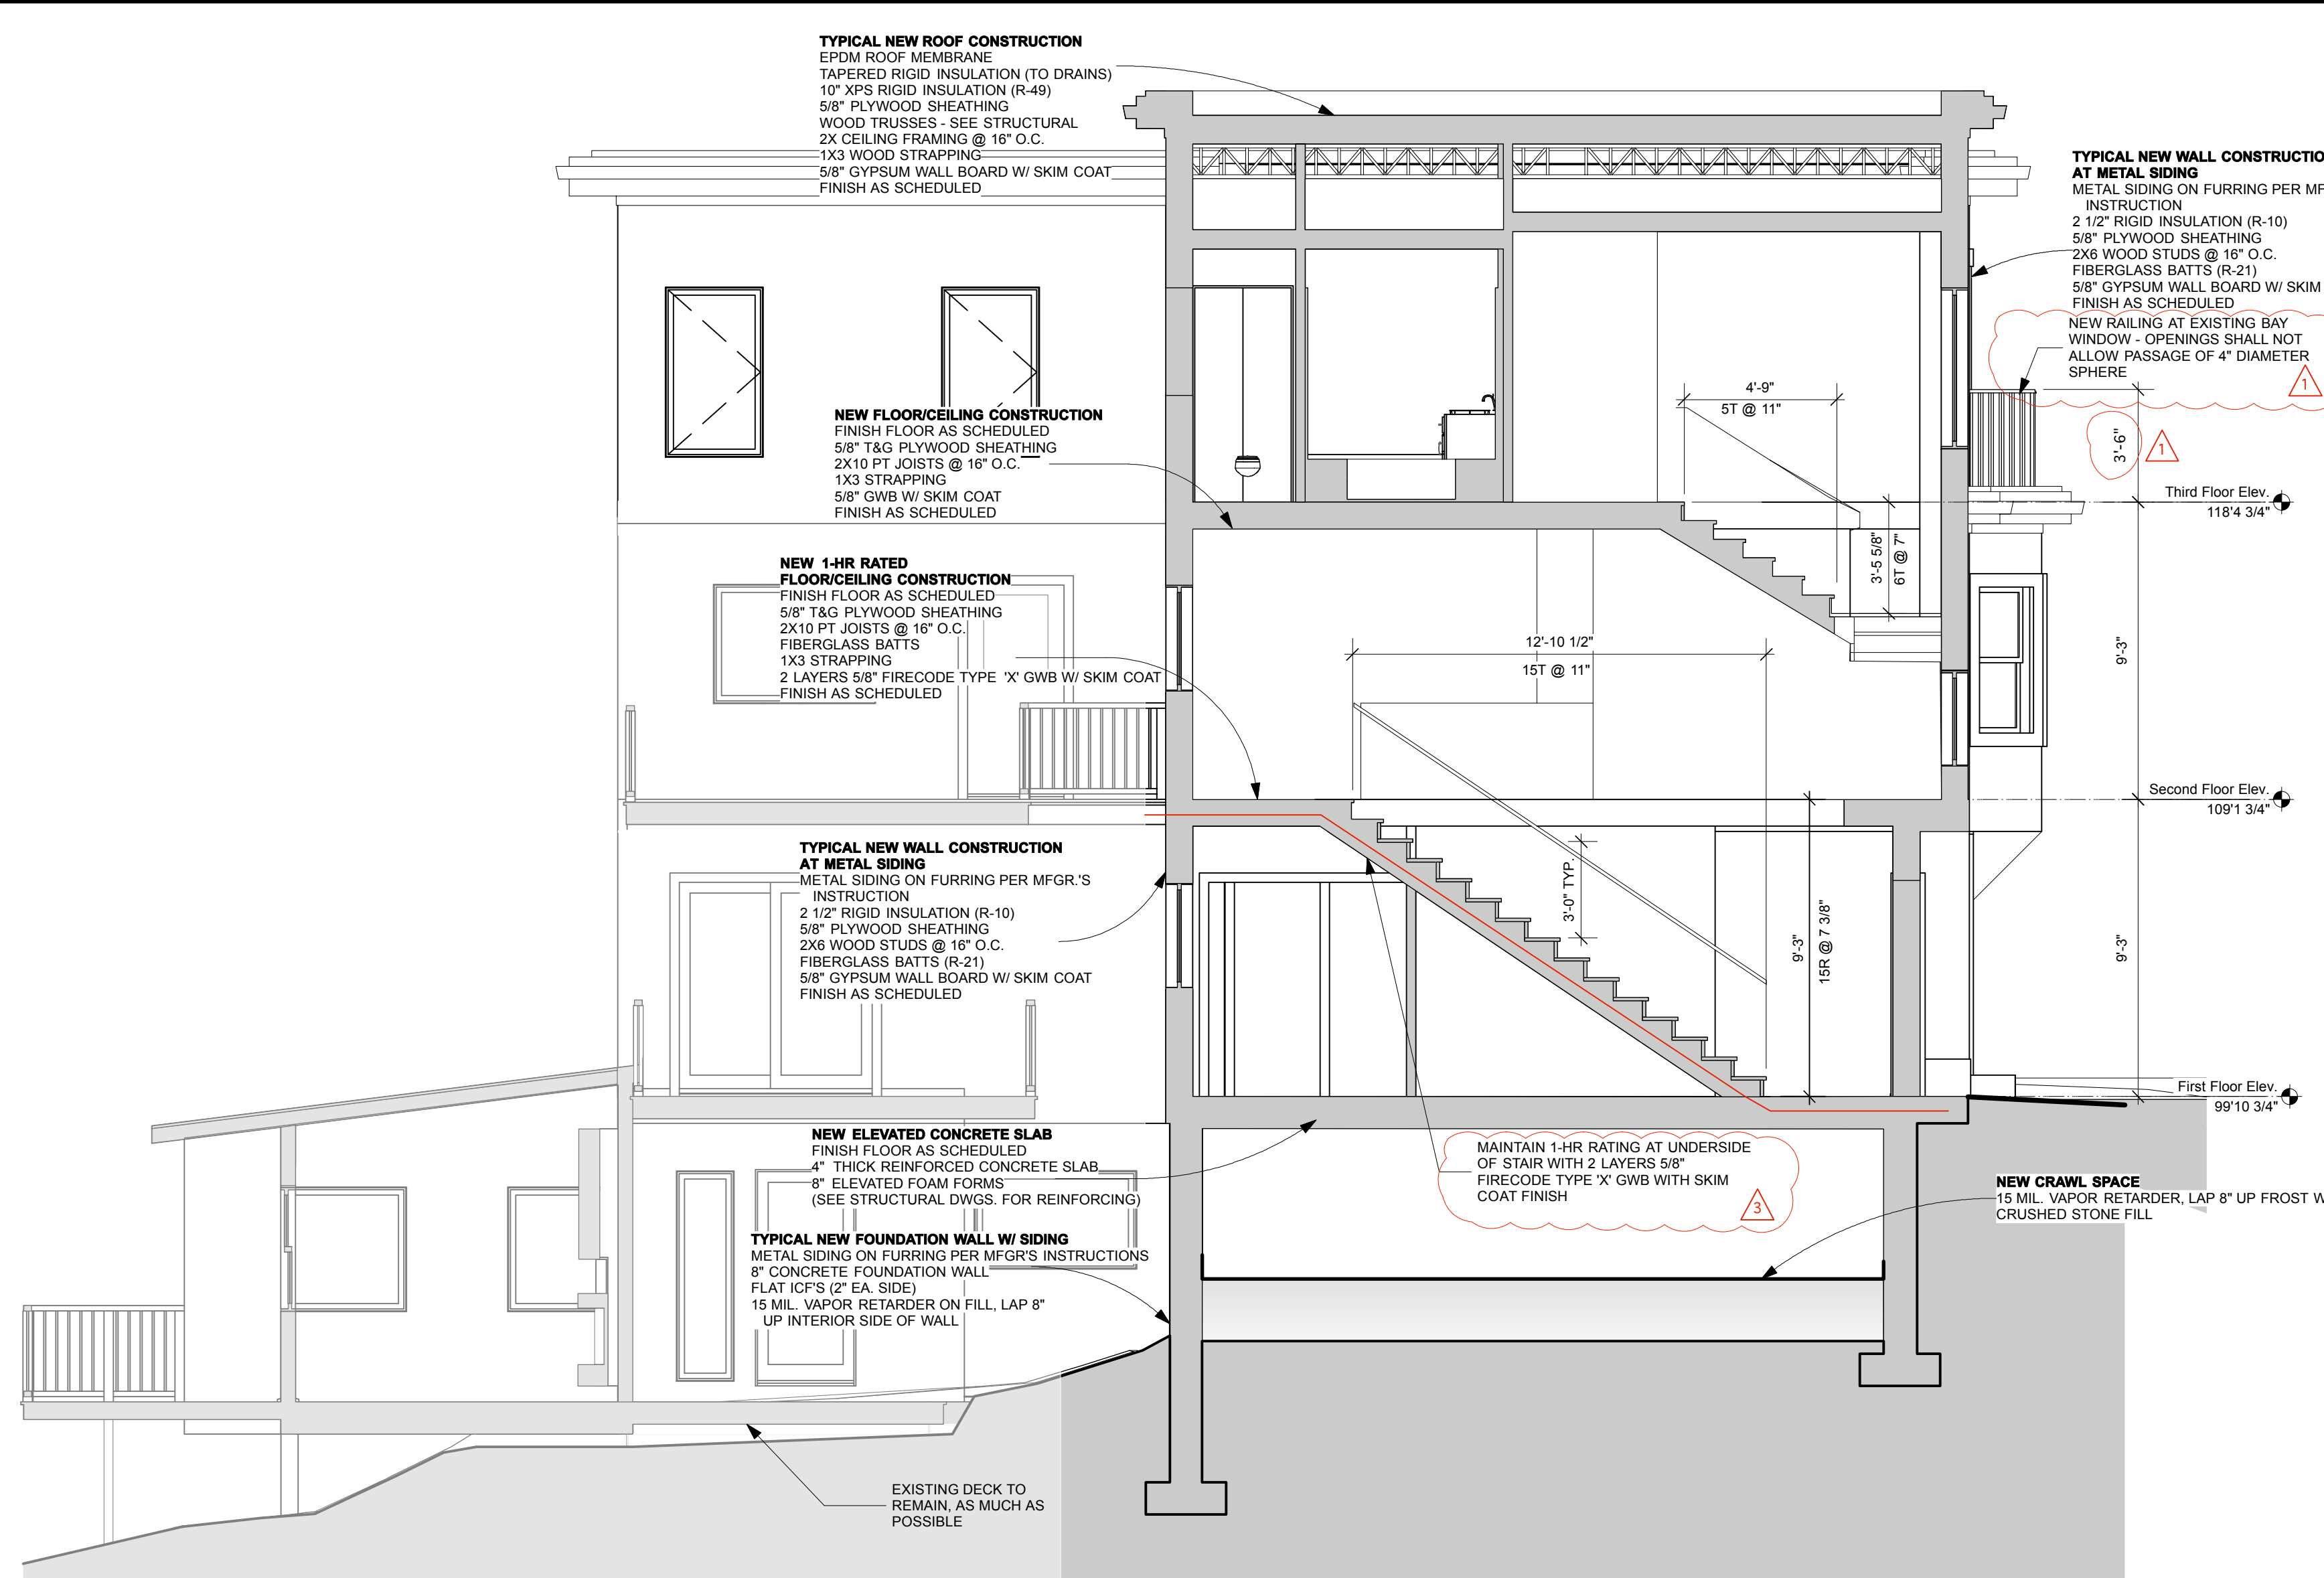 TYPICAL NEW ROOF CONSTRUCTION
EPDM ROOF MEMBRANE
TAPERED RIGID INSULATION (TO DRAINS)
10" XPS RIGID INSULATION (R-49)
5/8" PLYWOOD SHEATHING
WOOD TRUSSES - SEE STRUCTURAL
2X CEILING FRAMING @ 16" O.C.
1X3 WOOD STRAPPING
5/8" GYPSUM WALL BOARD W/ SKIM COAT
FINISH AS SCHEDULED
TYPICAL NEW WALL CONSTRUCTIO
AT METAL SIDING
METAL SIDING ON FURRING PER MF
INSTRUCTION
2 1/2" RIGID INSULATION (R-10)
5/8" PLYWOOD SHEATHING
2X6 WOOD STUDS @ 16" O.C.
FIBERGLASS BATTS (R-21)
5/8" GYPSUM WALL BOARD W/ SKIM
FINISH AS SCHEDULED
NEW RAILING AT EXISTING BAY
WINDOW - OPENINGS SHALL NOT
ALLOW PASSAGE OF 4" DIAMETER
SPHERE
1
4'-9"
5T @ 11"
3'-6"
1
NEW FLOOR/CEILING CONSTRUCTION
FINISH FLOOR AS SCHEDULED
5/8" T&G PLYWOOD SHEATHING
2X10 PT JOISTS @ 16" O.C.
1X3 STRAPPING
5/8" GWB W/ SKIM COAT
FINISH AS SCHEDULED
Third Floor Elev.
118'4 3/4"
3'-5 5/8"
6T @ 7"
NEW 1-HR RATED
FLOOR/CEILING CONSTRUCTION
FINISH FLOOR AS SCHEDULED
5/8" T&G PLYWOOD SHEATHING
2X10 PT JOISTS @ 16" O.C.
FIBERGLASS BATTS
1X3 STRAPPING
2 LAYERS 5/8" FIRECODE TYPE 'X' GWB W/ SKIM COAT
FINISH AS SCHEDULED
12'-10 1/2"
15T @ 11"
9'-3"
Second Floor Elev.
109'1 3/4"
TYPICAL NEW WALL CONSTRUCTION
AT METAL SIDING
METAL SIDING ON FURRING PER MFGR.'S
INSTRUCTION
2 1/2" RIGID INSULATION (R-10)
5/8" PLYWOOD SHEATHING
2X6 WOOD STUDS @ 16" O.C.
FIBERGLASS BATTS (R-21)
5/8" GYPSUM WALL BOARD W/ SKIM COAT
FINISH AS SCHEDULED
3'-0" TYP.
9'-3"
15R @ 7 3/8"
9'-3"
First Floor Elev.
99'10 3/4"
NEW ELEVATED CONCRETE SLAB
FINISH FLOOR AS SCHEDULED
4" THICK REINFORCED CONCRETE SLAB
8" ELEVATED FOAM FORMS
(SEE STRUCTURAL DWGS. FOR REINFORCING)
MAINTAIN 1-HR RATING AT UNDERSIDE
OF STAIR WITH 2 LAYERS 5/8"
FIRECODE TYPE 'X' GWB WITH SKIM
COAT FINISH
3
NEW CRAWL SPACE
15 MIL. VAPOR RETARDER, LAP 8" UP FROST W
CRUSHED STONE FILL
TYPICAL NEW FOUNDATION WALL W/ SIDING
METAL SIDING ON FURRING PER MFGR'S INSTRUCTIONS
8" CONCRETE FOUNDATION WALL
FLAT ICF'S (2" EA. SIDE)
15 MIL. VAPOR RETARDER ON FILL, LAP 8"
UP INTERIOR SIDE OF WALL
EXISTING DECK TO
REMAIN, AS MUCH AS
POSSIBLE